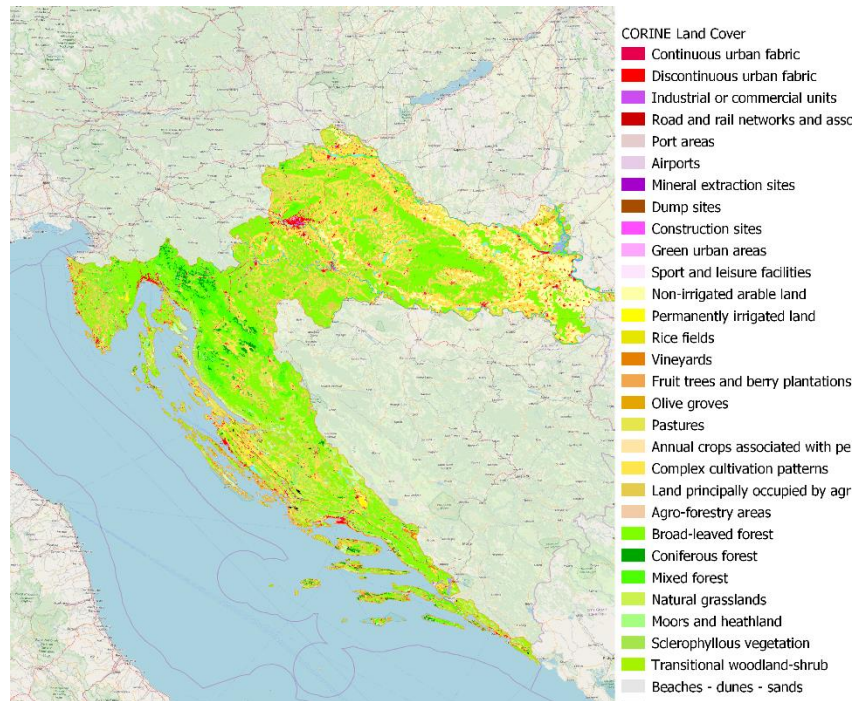 CORINE Land Cover
Continuous urban fabric
Discontinuous urban fabric
Industrial or commercial units
Road and rail networks and asso
Port areas
Airports
Mineral extraction sites
Dump sites
Construction sites
Green urban areas
Sport and leisure facilities
Non-irrigated arable land
Permanently irrigated land
Rice fields
Vineyards
Fruit trees and berry plantations
Olive groves
Pastures
Annual crops associated with pe
Complex cultivation patterns
Land principally occupied by agr
Agro-forestry areas
Broad-leaved forest
Coniferous forest
Mixed forest
Natural grasslands
Moors and heathland
Sclerophyllous vegetation
Transitional woodland-shrub
Beaches - dunes - sands